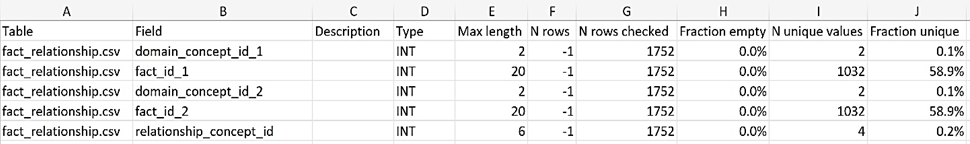 A B C D E F G H I J
Table Field Description Type Max length N rows N rows checked Fraction empty N unique values Fraction unique
fact_relationship.csv domain_concept_id_1 INT 2 -1 1752 0.0% 2 0.1%
fact_relationship.csv fact_id_1 INT 20 -1 1752 0.0% 1032 58.9%
fact_relationship.csv domain_concept_id_2 INT 2 -1 1752 0.0% 2 0.1%
fact_relationship.csv fact_id_2 INT 20 -1 1752 0.0% 1032 58.9%
fact_relationship.csv relationship_concept_id INT 6 -1 1752 0.0% 4 0.2%